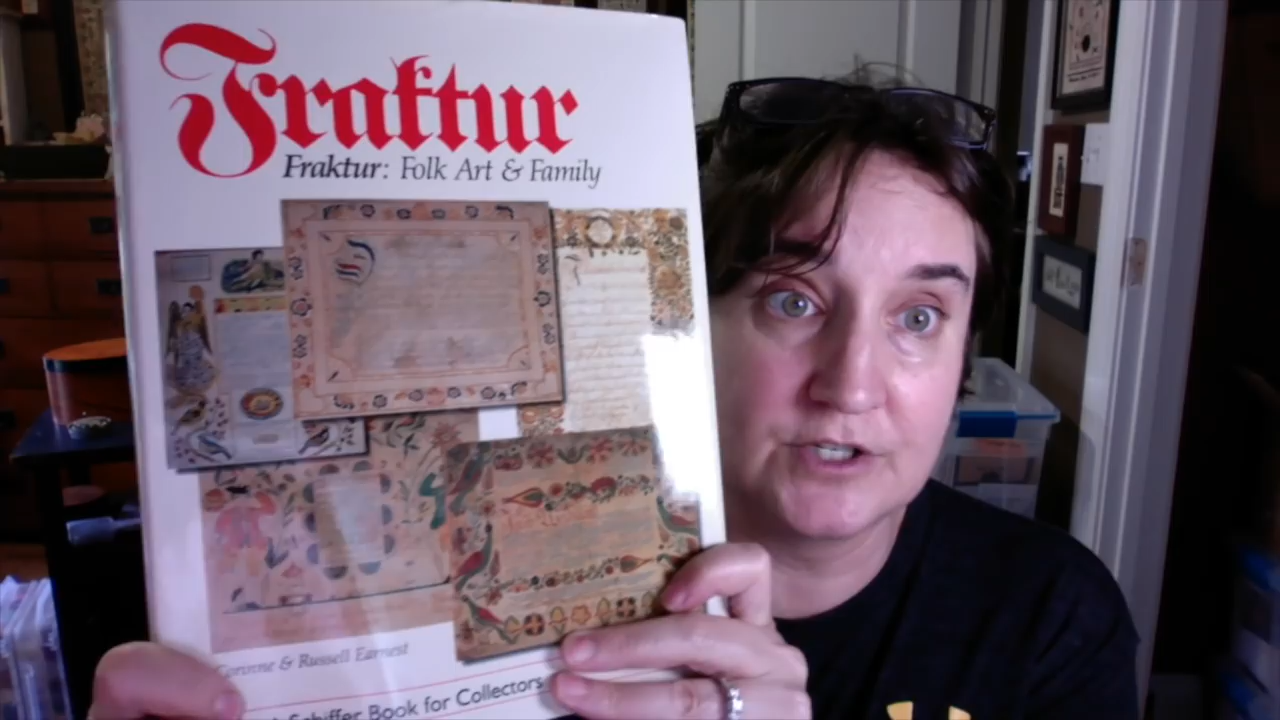 Fraktur
Fraktur: Folk Art & Family
Corinne & Russell Earnest
Schiffer Book for Collectors